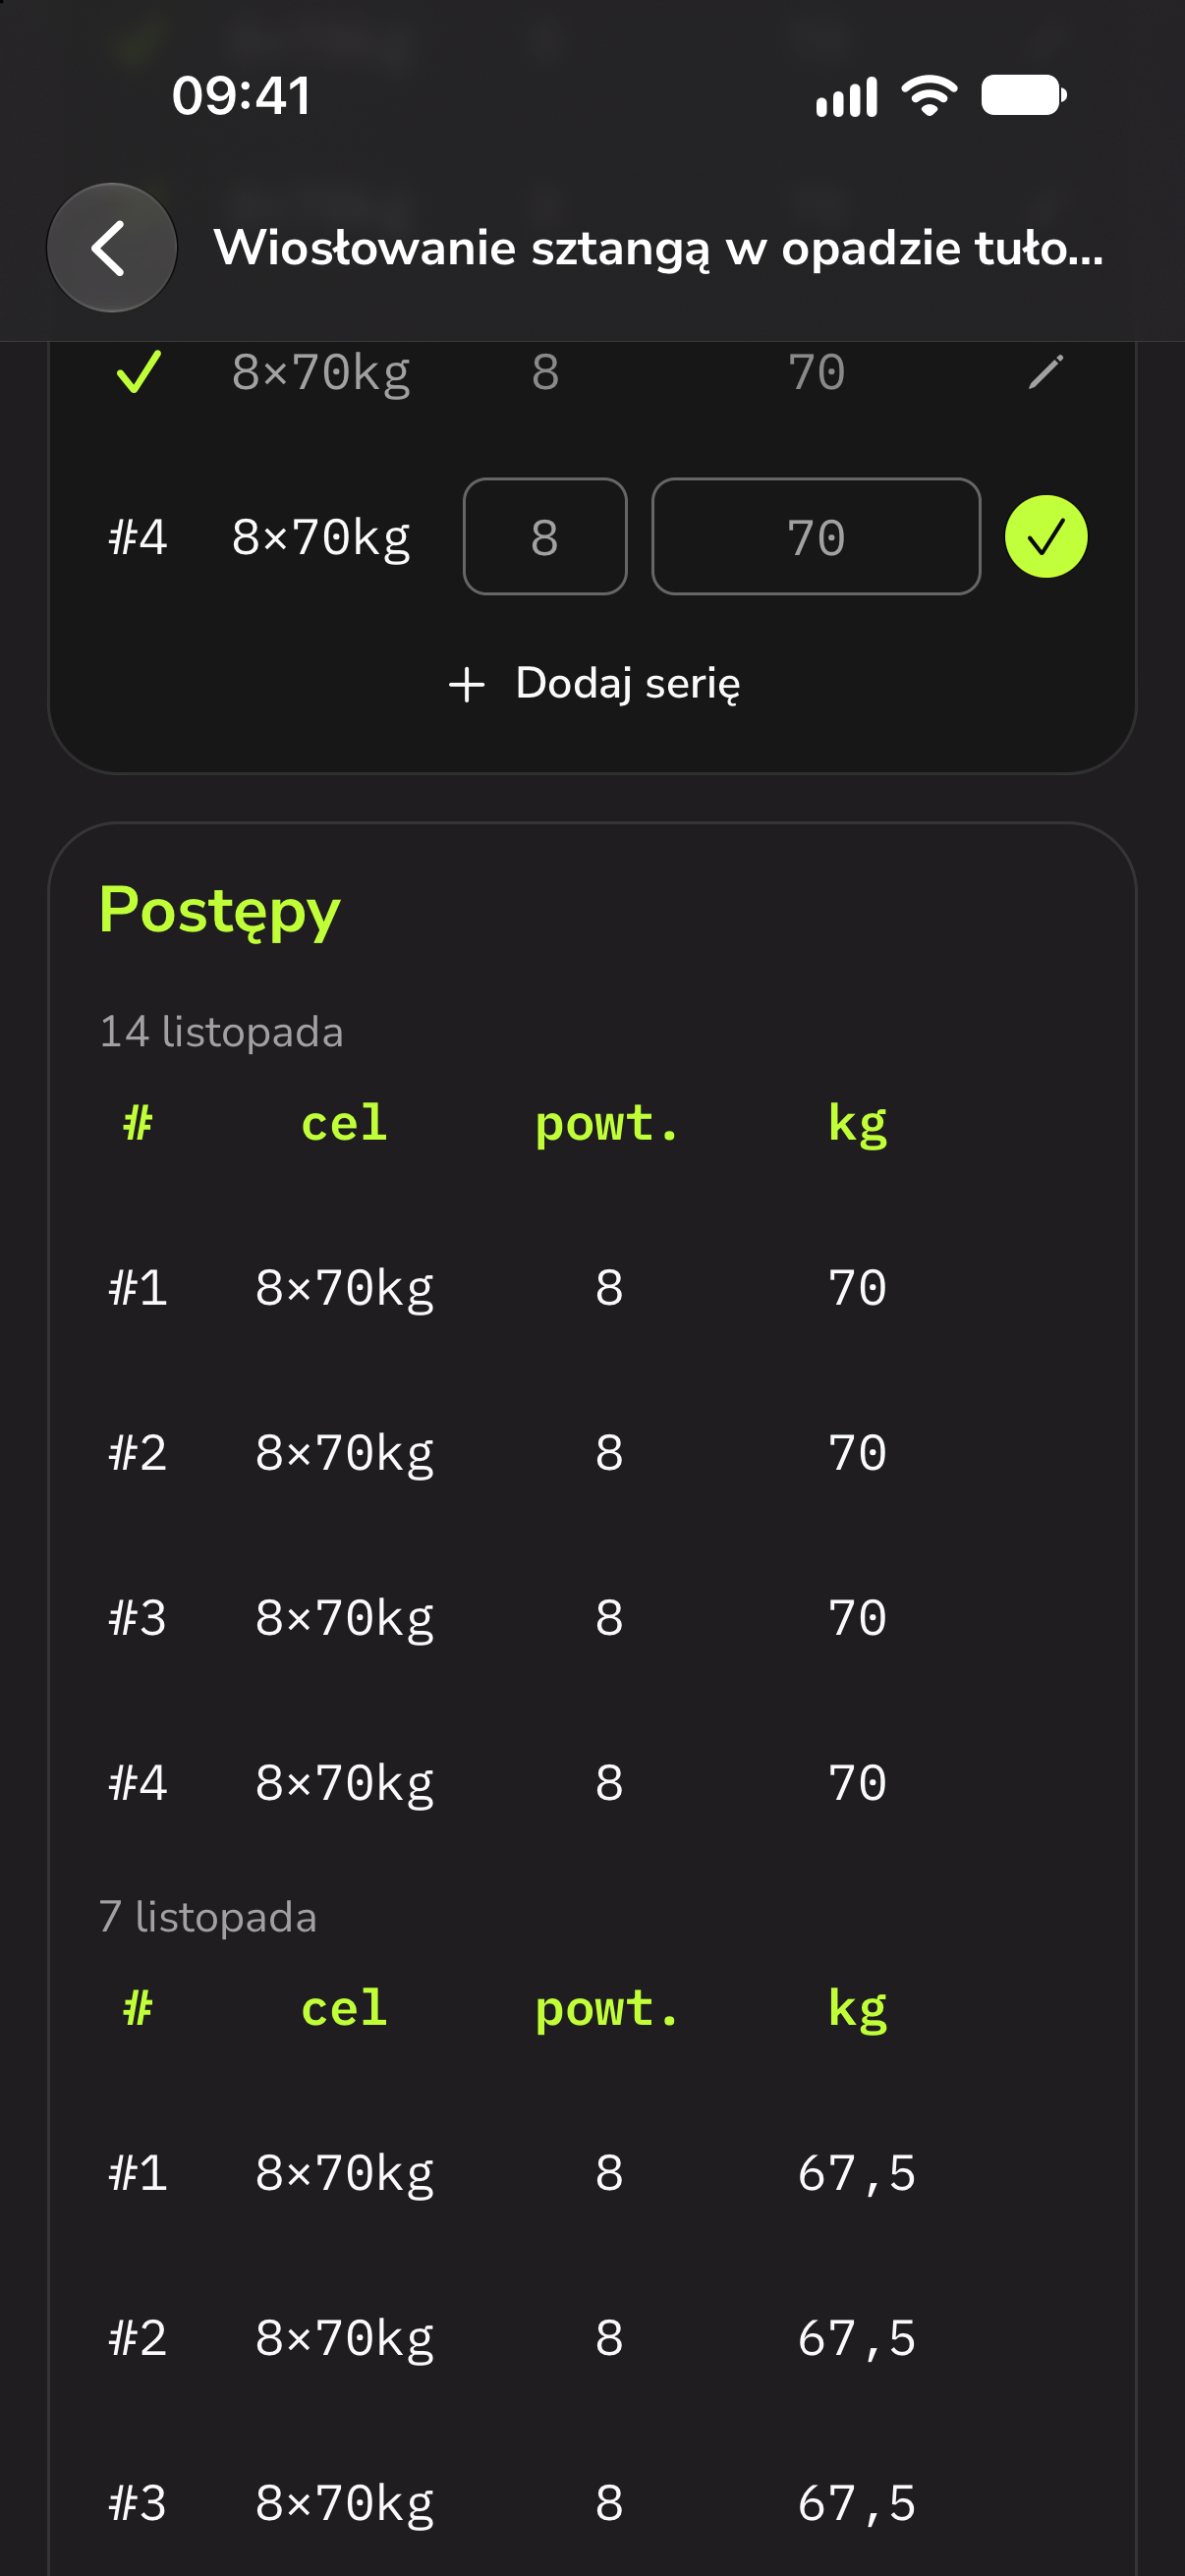 09:41
Wiosłowanie sztangą w opadzie tuło...
8×70kg 8 70
#4 8×70kg 8 70
+ Dodaj serię
Postępy
14 listopada
# cel powt. kg
#1 8×70kg 8 70
#2 8×70kg 8 70
#3 8×70kg 8 70
#4 8×70kg 8 70
7 listopada
# cel powt. kg
#1 8×70kg 8 67,5
#2 8×70kg 8 67,5
#3 8×70kg 8 67,5